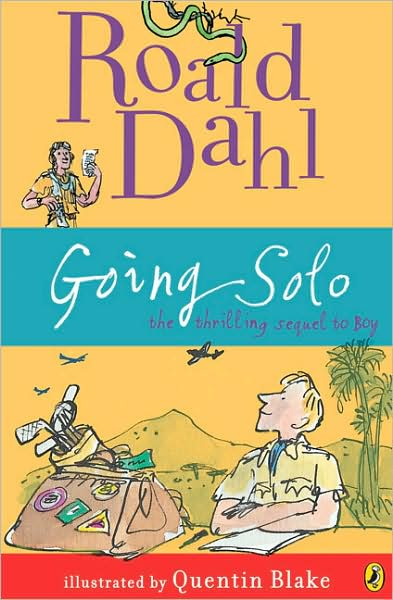 Roald
Dahl
Going Solo
the thrilling sequel to Boy
illustrated by Quentin Blake